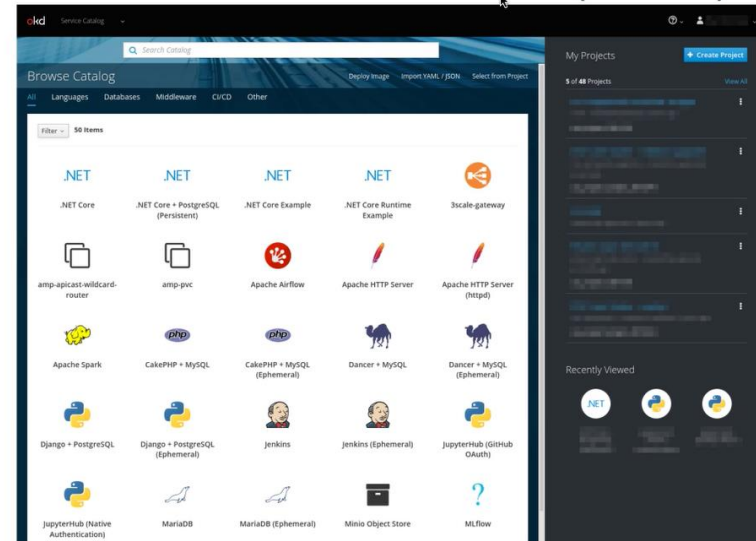 okd
Service Catalog
Search Catalog
Browse Catalog
Deploy Image
Import YAML / JSON
Select from Project
All
Languages
Databases
Middleware
CI/CD
Other
Filter
50 Items
.NET
.NET
.NET
.NET
.NET Core
.NET Core + PostgreSQL
(Persistent)
.NET Core Example
.NET Core Runtime
Example
3scale-gateway
amp-apicast-wildcard-
router
amp-pvc
Apache Airflow
Apache HTTP Server
Apache HTTP Server
(httpd)
php
php
Apache Spark
CakePHP + MySQL
CakePHP + MySQL
(Ephemeral)
Dancer + MySQL
Dancer + MySQL
(Ephemeral)
Django + PostgreSQL
Django + PostgreSQL
(Ephemeral)
Jenkins
Jenkins (Ephemeral)
JupyterHub (GitHub
OAuth)
?
JupyterHub (Native
Authentication)
MariaDB
MariaDB (Ephemeral)
Minio Object Store
MLflow
My Projects
+ Create Project
5 of 48 Projects
View All
Recently Viewed
.NET